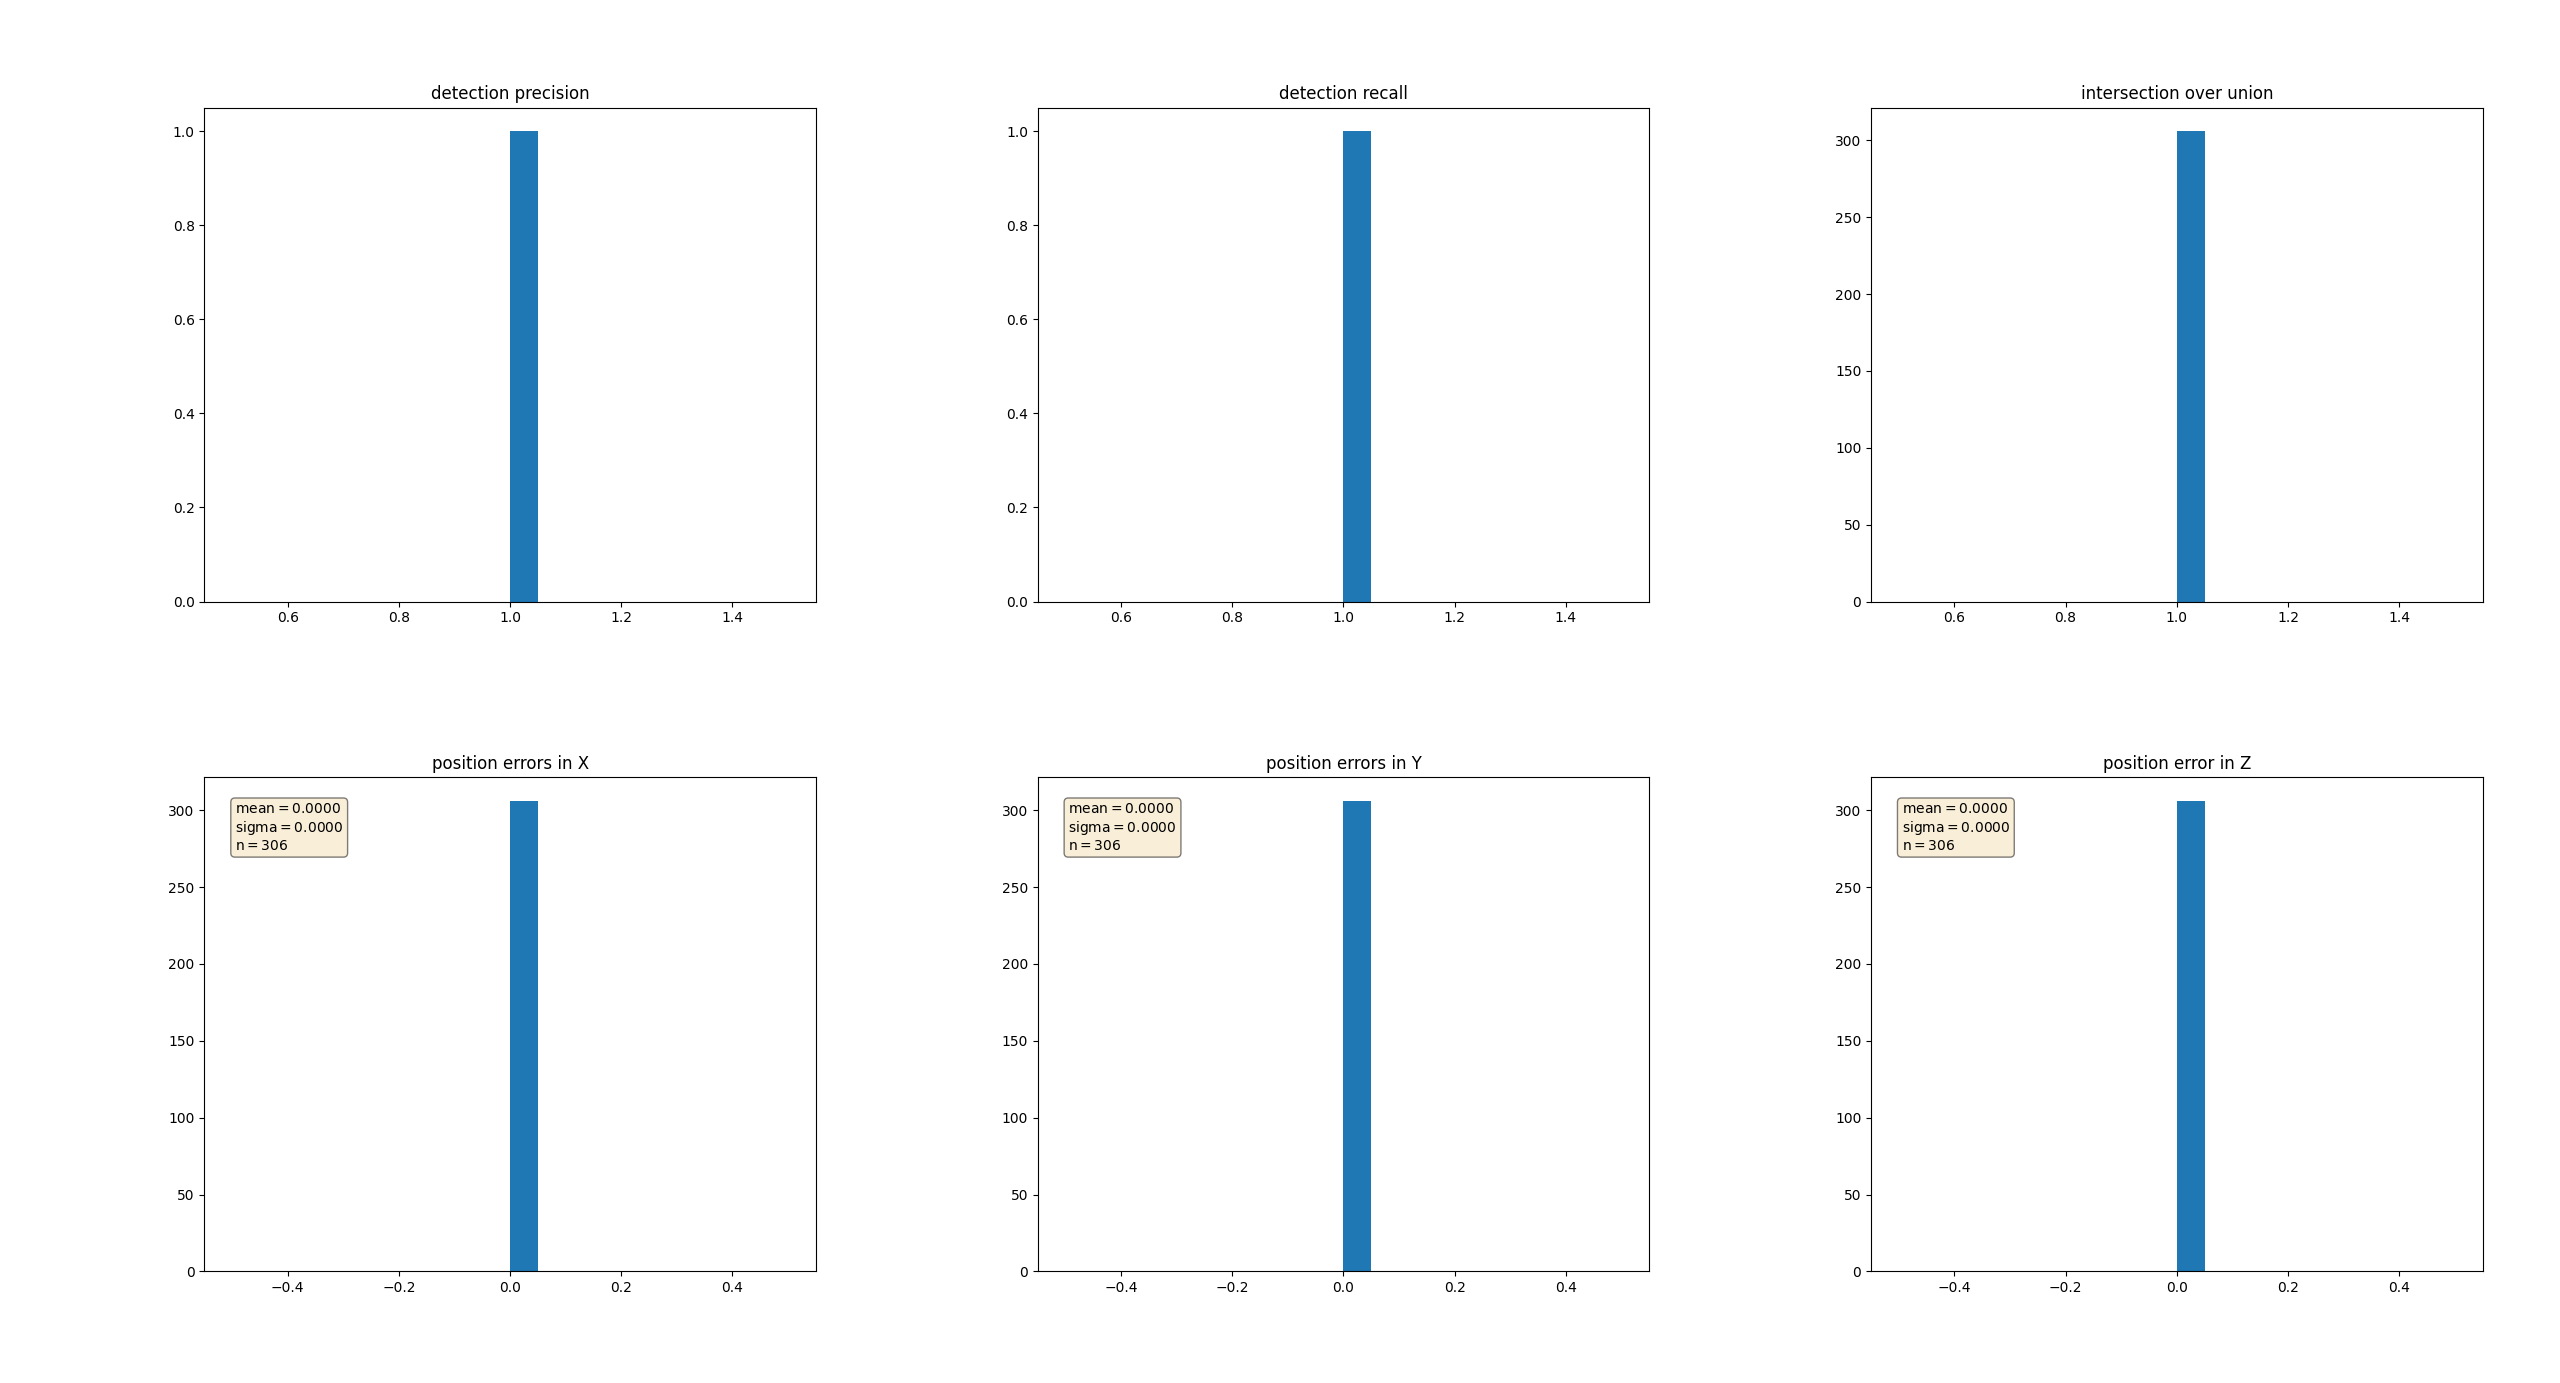 detection precision
1.0
0.8
0.6
0.4
0.2
0.0
0.6 0.8 1.0 1.2 1.4
detection recall
1.0
0.8
0.6
0.4
0.2
0.0
0.6 0.8 1.0 1.2 1.4
intersection over union
300
250
200
150
100
50
0
0.6 0.8 1.0 1.2 1.4
position errors in X
mean = 0.0000
sigma = 0.0000
n = 306
300
250
200
150
100
50
0
−0.4 −0.2 0.0 0.2 0.4
position errors in Y
mean = 0.0000
sigma = 0.0000
n = 306
300
250
200
150
100
50
0
−0.4 −0.2 0.0 0.2 0.4
position error in Z
mean = 0.0000
sigma = 0.0000
n = 306
300
250
200
150
100
50
0
−0.4 −0.2 0.0 0.2 0.4